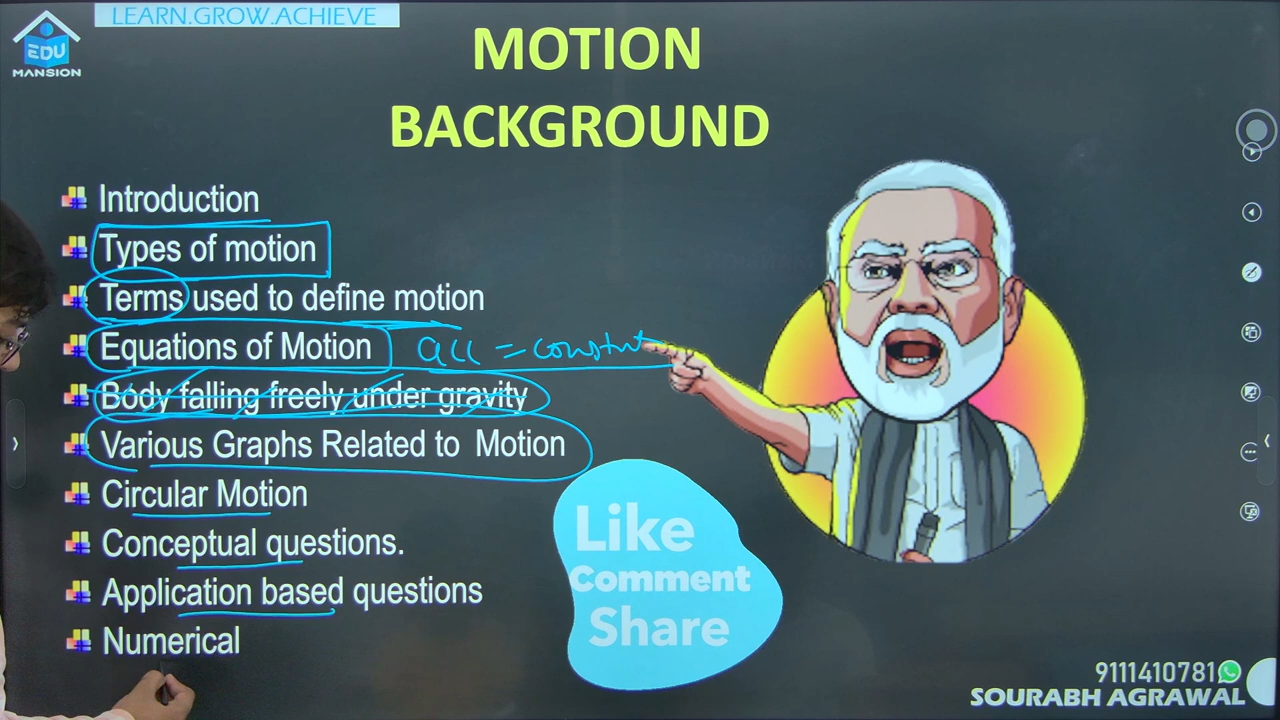 LEARN.GROW.ACHIEVE
EDU
MANSION
MOTION
BACKGROUND
Introduction
Types of motion
Terms used to define motion
Equations of Motion acc = constnt
Body falling freely under gravity
Various Graphs Related to Motion
Circular Motion
Conceptual questions.
Application based questions
Numerical
Like
Comment
Share
9111410781
SOURABH AGRAWAL